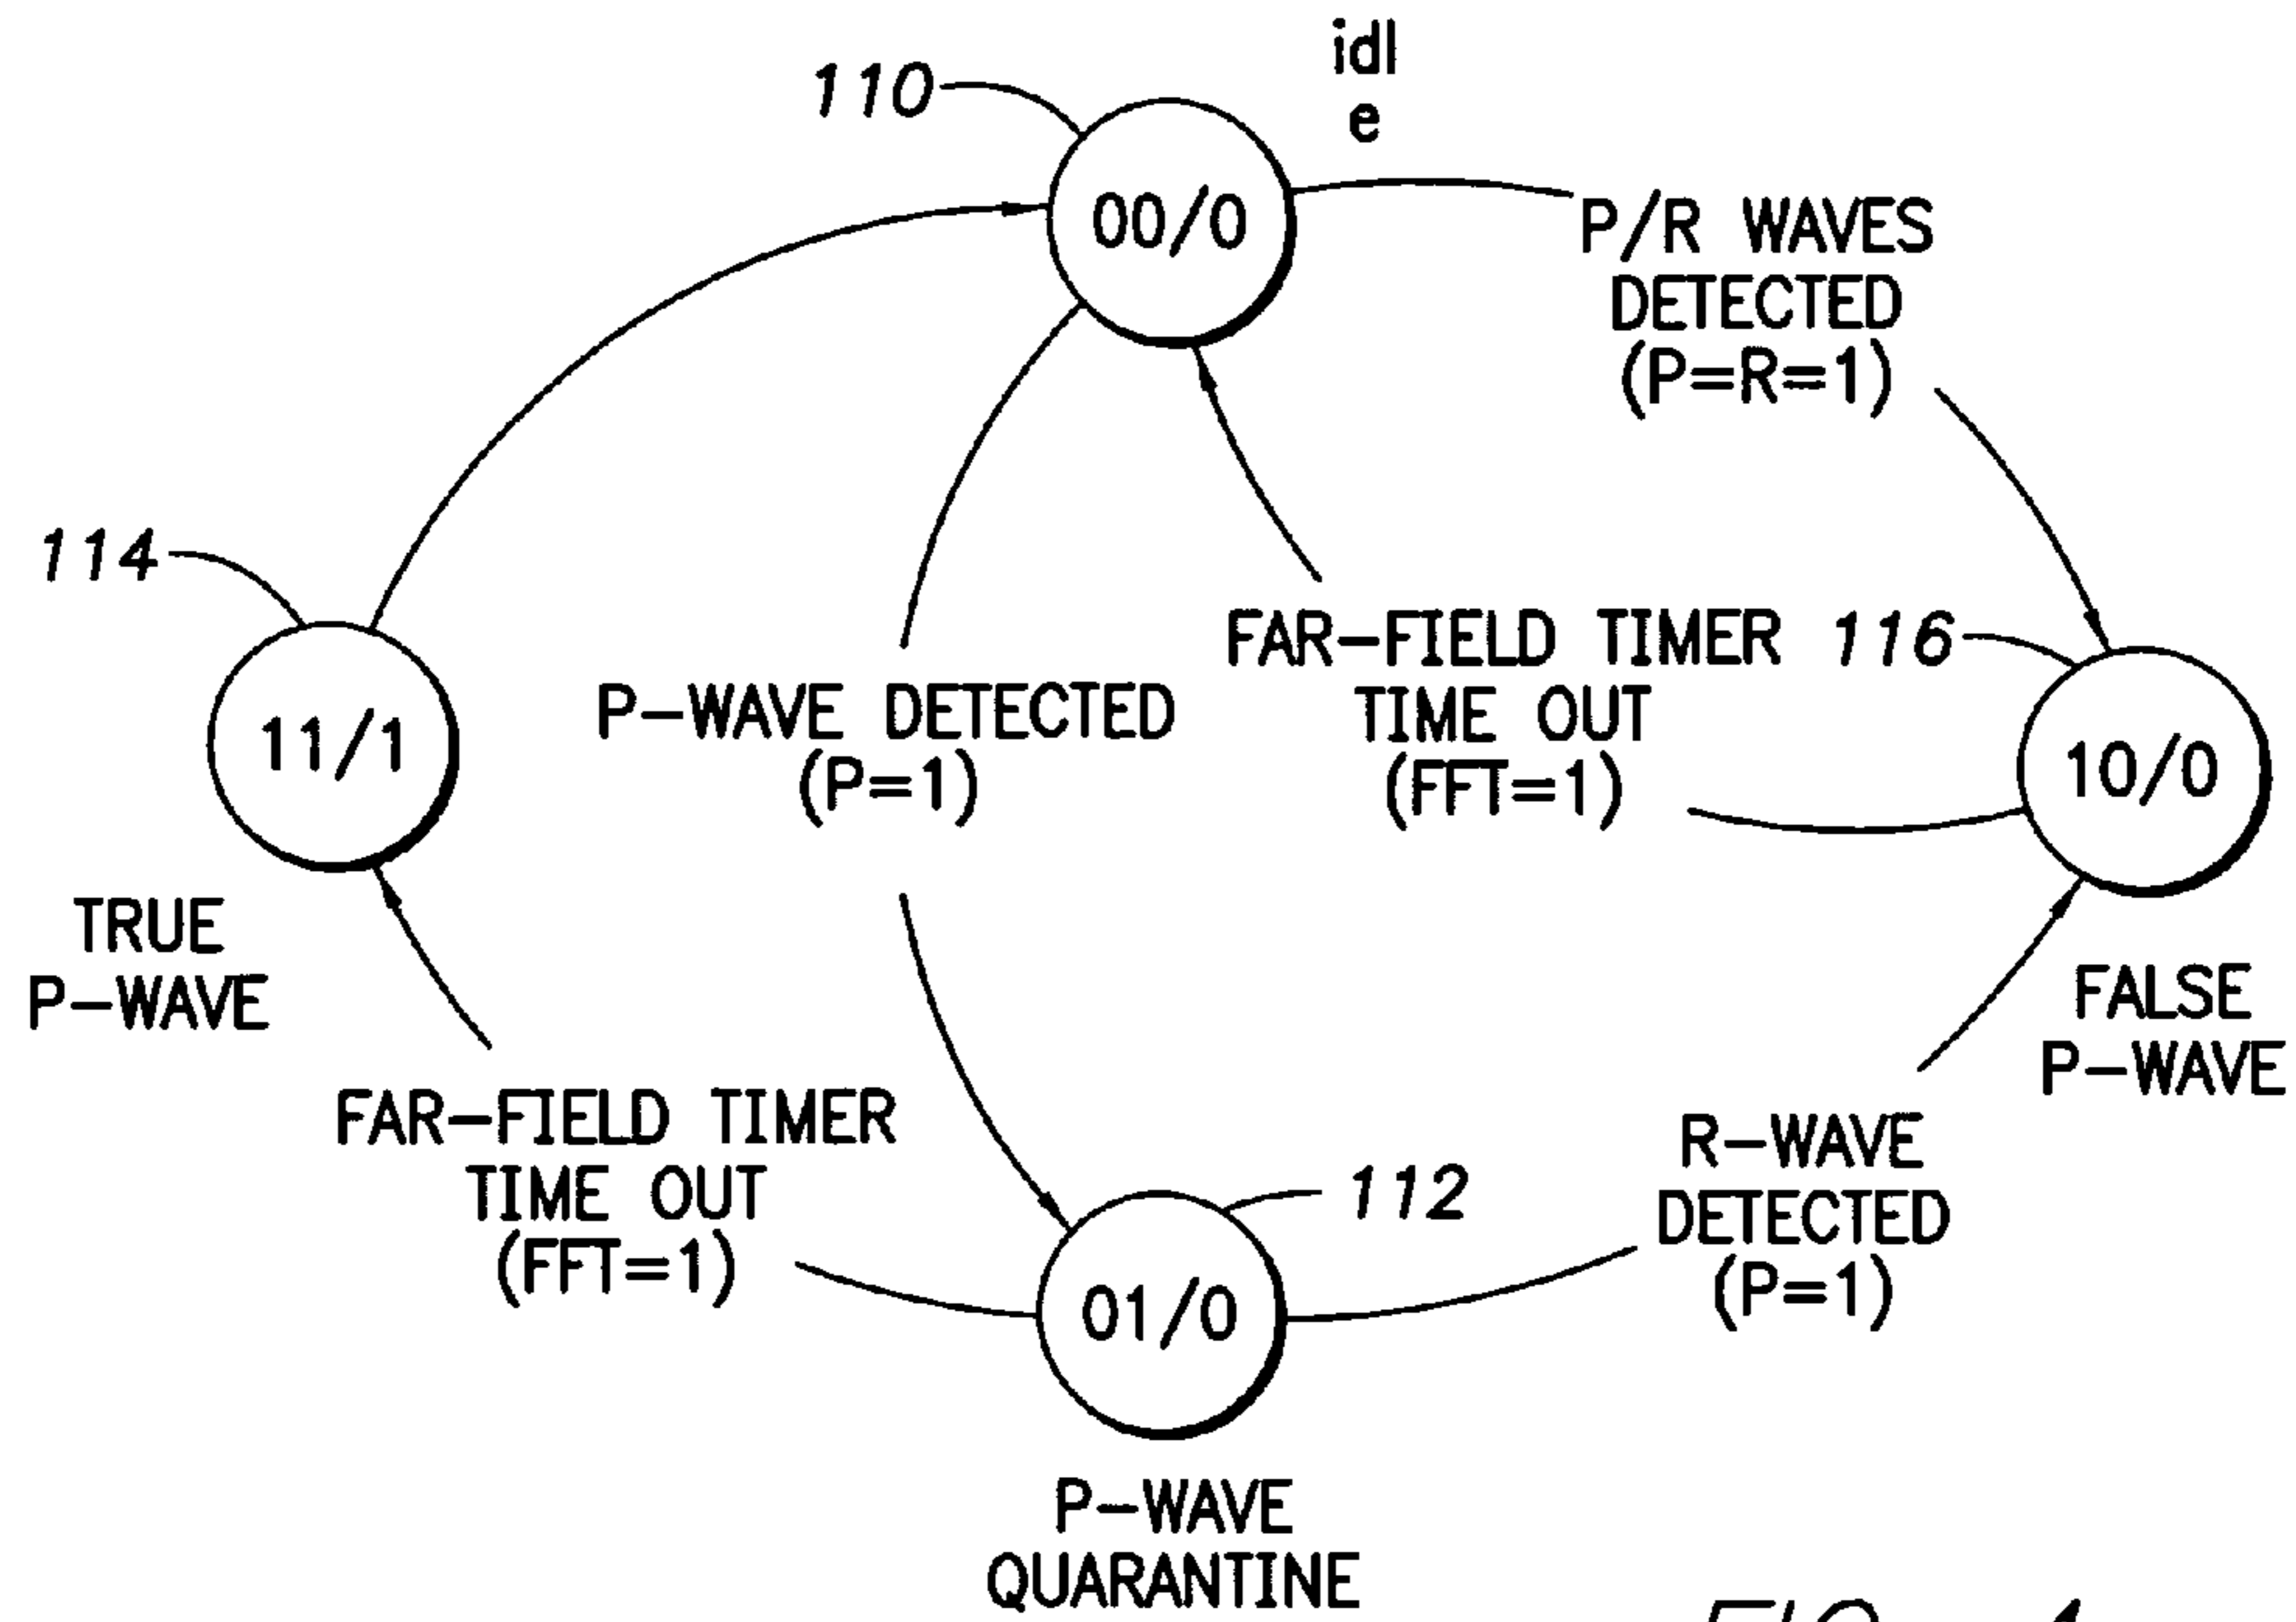 110
idl
e
00/0
P/R WAVES
DETECTED
(P=R=1)
114
11/1
TRUE
P-WAVE
P-WAVE DETECTED
(P=1)
FAR-FIELD TIMER
TIME OUT
(FFT=1)
116
10/0
FALSE
P-WAVE
FAR-FIELD TIMER
TIME OUT
(FFT=1)
112
01/0
R-WAVE
DETECTED
(P=1)
P-WAVE
QUARANTINE